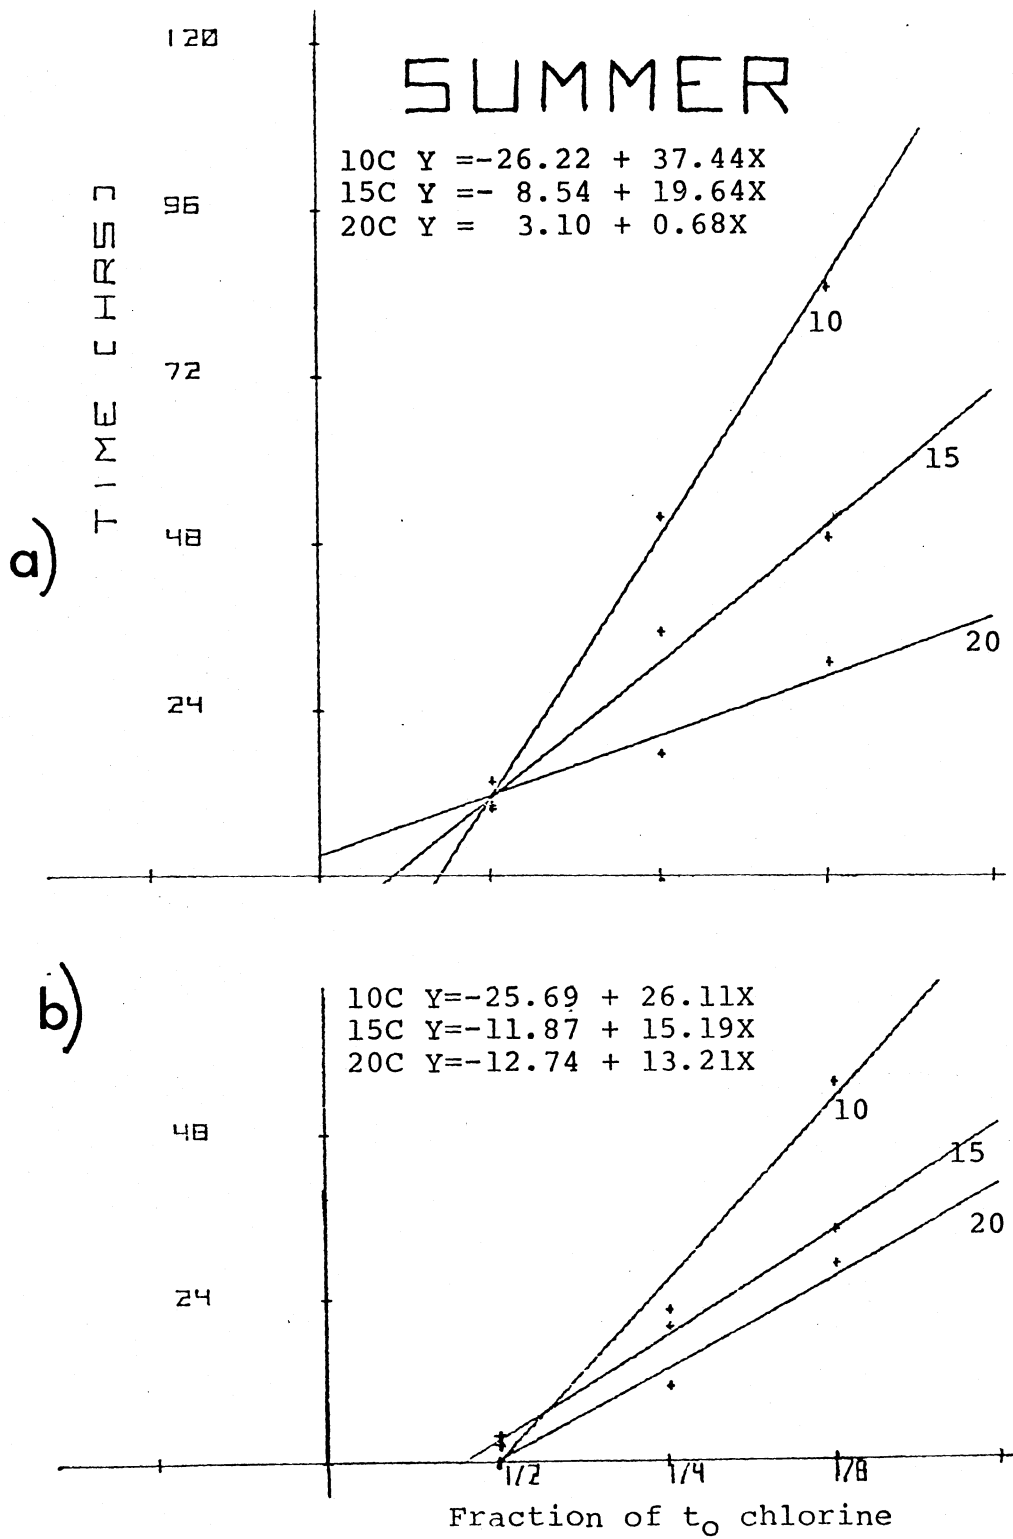 SUMMER
10C Y =-26.22 + 37.44X
15C Y =- 8.54 + 19.64X
20C Y = 3.10 + 0.68X
TIME [HRS]
120
96
72
48
24
10
15
20
a)
b)
10C Y=-25.69 + 26.11X
15C Y=-11.87 + 15.19X
20C Y=-12.74 + 13.21X
48
24
10
15
20
1/2
1/4
1/8
Fraction of to chlorine